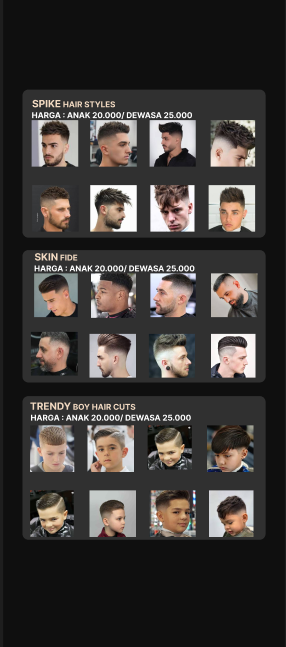 SPIKE HAIR STYLES
HARGA : ANAK 20.000/ DEWASA 25.000
SKIN FIDE
HARGA : ANAK 20.000/ DEWASA 25.000
TRENDY BOY HAIR CUTS
HARGA : ANAK 20.000/ DEWASA 25.000